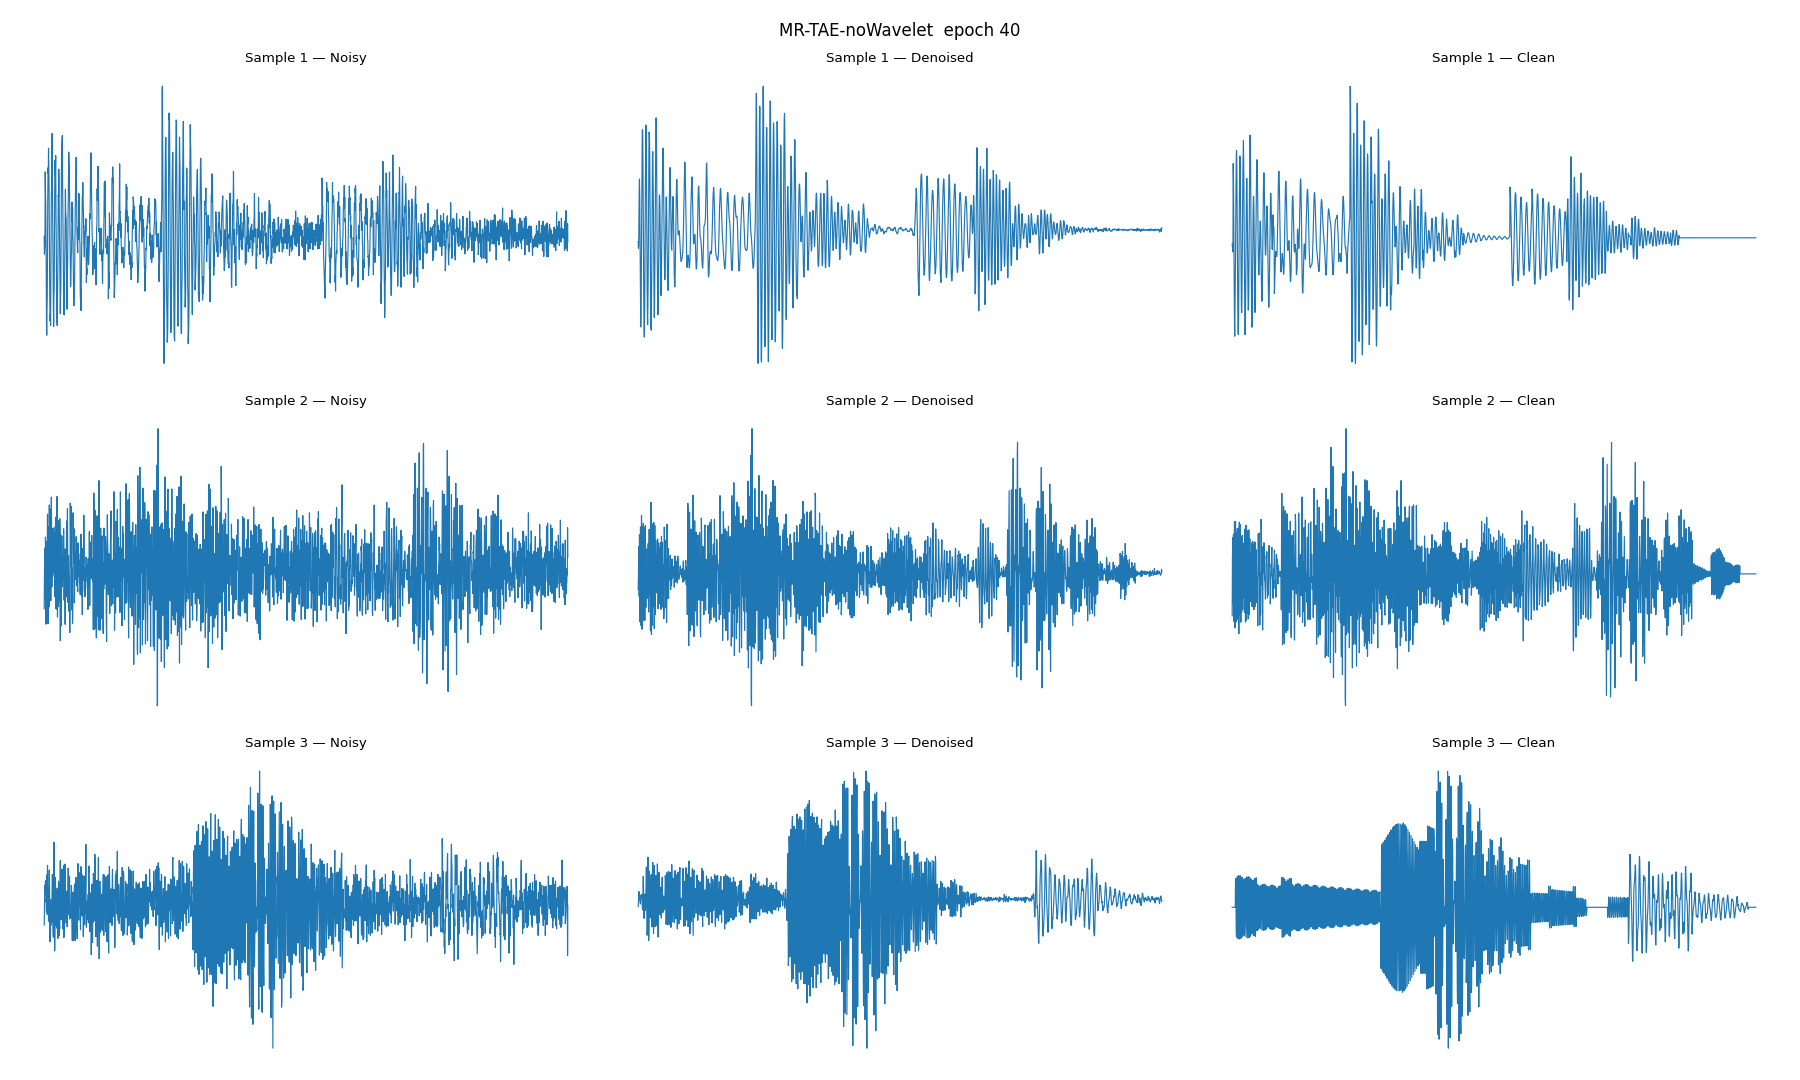 MR-TAE-noWavelet  epoch 40
Sample 1 — Noisy
Sample 1 — Denoised
Sample 1 — Clean
Sample 2 — Noisy
Sample 2 — Denoised
Sample 2 — Clean
Sample 3 — Noisy
Sample 3 — Denoised
Sample 3 — Clean